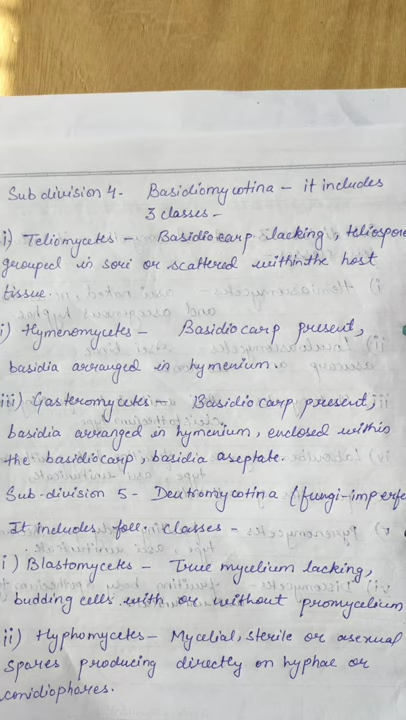 Sub division 4- Basidiomycotina – it includes
3 classes –
i) Teliomycetes – Basidiocarp lacking, teliospore
grouped in sori or scattered within the host
tissue.
i) Hymenomycetes – Basidiocarp present,
basidia arranged in hymenium.
iii) Gasteromycetes – Basidiocarp present,
basidia arranged in hymenium, enclosed within
the basidiocarp, basidia aseptate.
Sub-division 5- Deutromycotina (fungi-imperfe
It includes foll. classes –
i) Blastomycetes – True mycelium lacking,
budding cells with or without promycelium
ii) Hyphomycetes – Mycelial, sterile or asexual
spores producing directly on hyphae or
conidiophores.